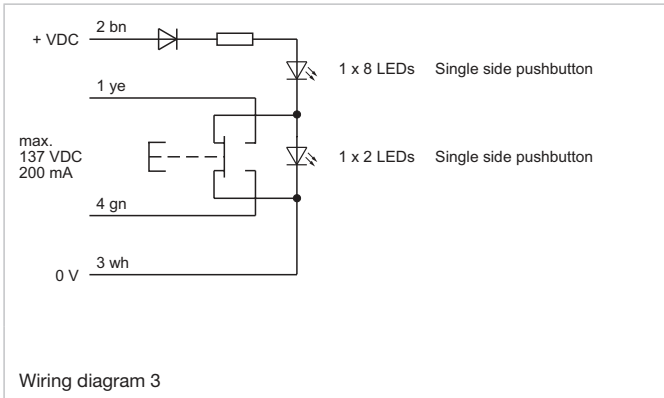 2 bn
+ VDC
1 x 8 LEDs Single side pushbutton
1 ye
max.
137 VDC
200 mA
1 x 2 LEDs Single side pushbutton
4 gn
3 wh
0 V
Wiring diagram 3